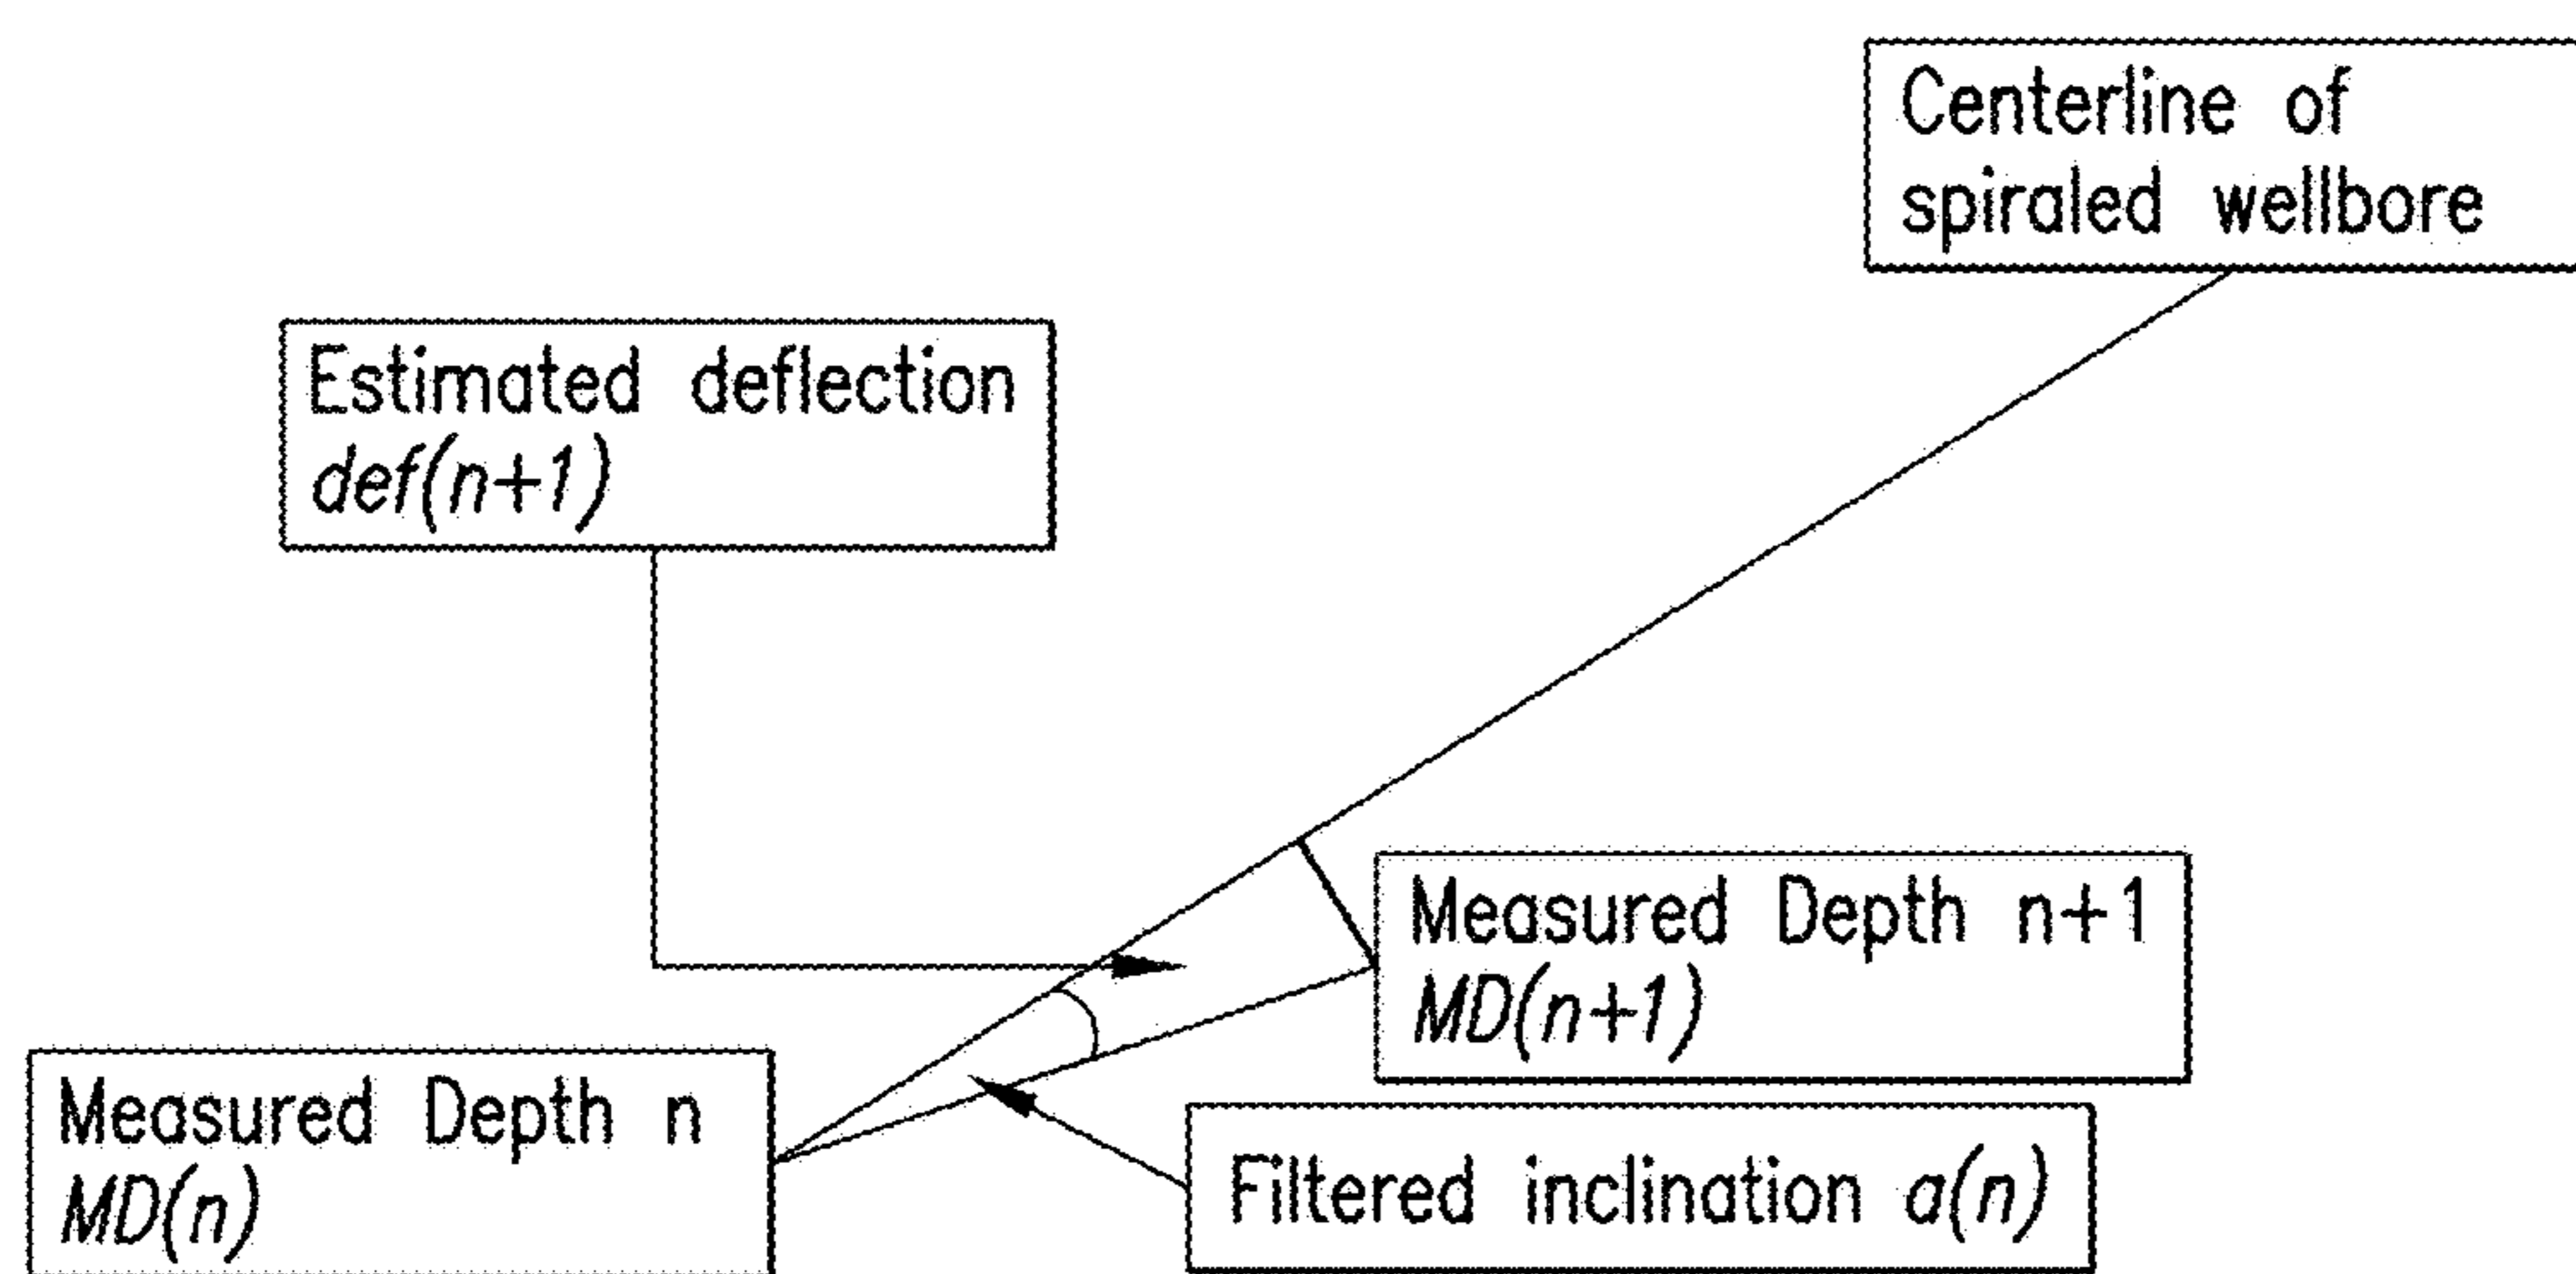 Centerline of
spiraled wellbore
Estimated deflection
def(n+1)
Measured Depth n+1
MD(n+1)
Measured Depth n
MD(n)
Filtered inclination a(n)